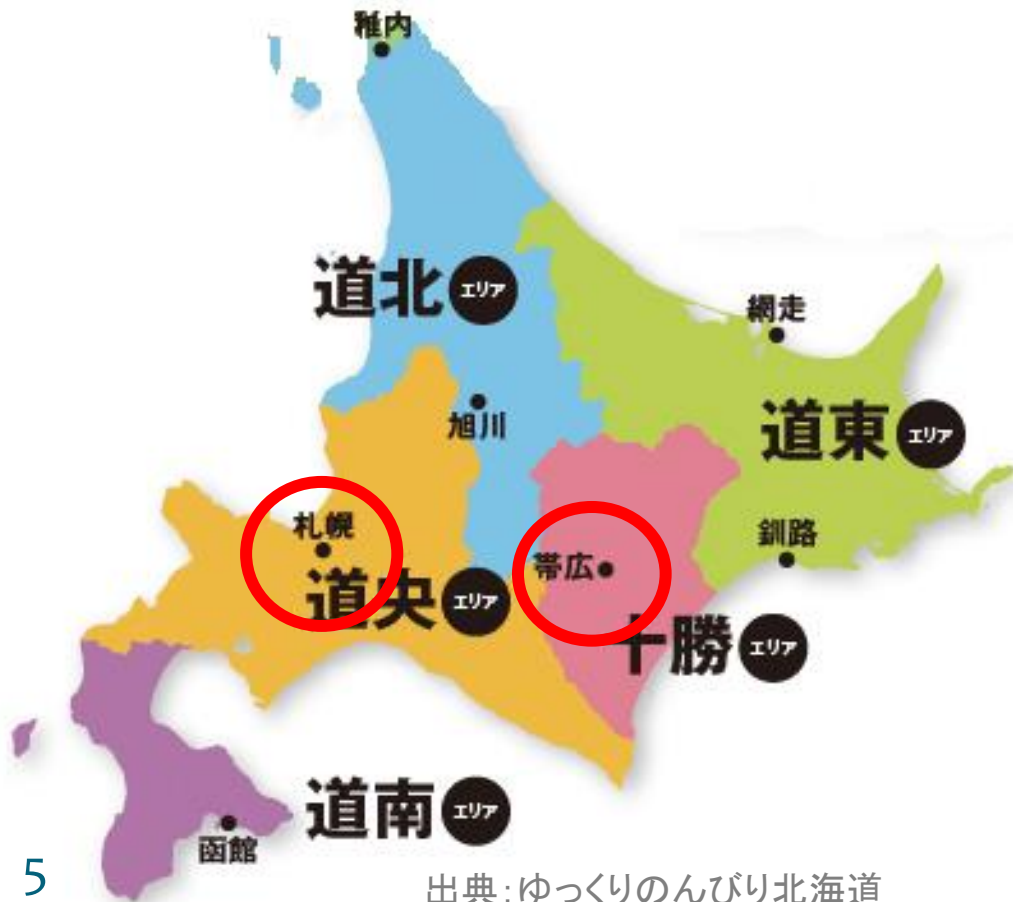 稚内
道北 エリア
網走
旭川
道東 エリア
札幌
釧路
帯広
道央 エリア
十勝 エリア
道南 エリア
函館
5
出典:ゆっくりのんびり北海道